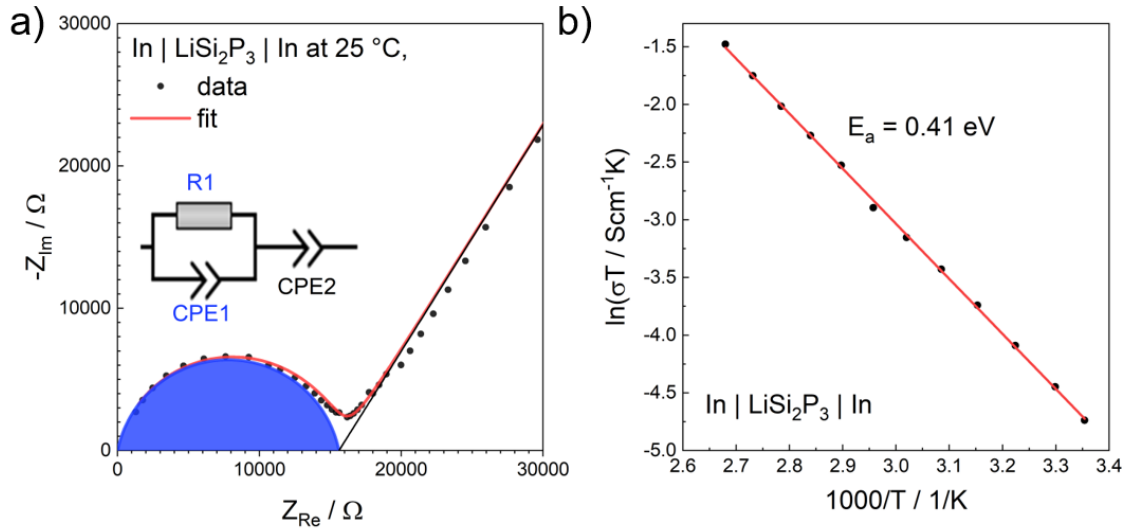 a)
In | LiSi₂P₃ | In at 25 °C,
data
fit
R1
CPE1
CPE2
-Z_Im / Ω
30000
20000
10000
0
0
10000
20000
30000
Z_Re / Ω
b)
E_a = 0.41 eV
In | LiSi₂P₃ | In
ln(σT / Scm⁻¹K)
-1.5
-2.0
-2.5
-3.0
-3.5
-4.0
-4.5
-5.0
2.6
2.7
2.8
2.9
3.0
3.1
3.2
3.3
3.4
1000/T / 1/K